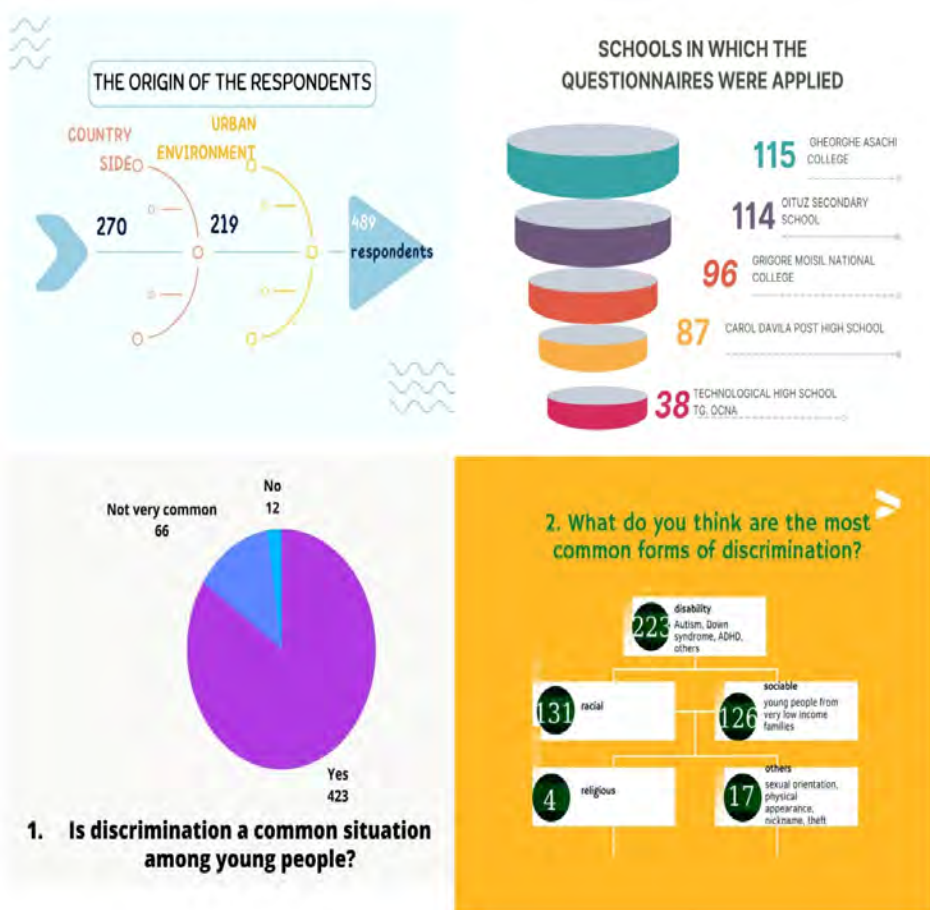 THE ORIGIN OF THE RESPONDENTS
COUNTRY
SIDE
URBAN
ENVIRONMENT
270
219
489
respondents
SCHOOLS IN WHICH THE
QUESTIONNAIRES WERE APPLIED
115
GHEORGHE ASACHI
COLLEGE
114
OITUZ SECONDARY
SCHOOL
96
GRIGORE MOISIL NATIONAL
COLLEGE
87
CAROL DAVILA POST HIGH SCHOOL
38
TECHNOLOGICAL HIGH SCHOOL
TG. OCNA
No
12
Not very common
66
Yes
423
1. Is discrimination a common situation
among young people?
2. What do you think are the most
common forms of discrimination?
223
disability
Autism, Down
syndrome, ADHD,
others
131
racial
126
sociable
young people from
very low income
families
4
religious
17
others
sexual orientation,
physical
appearance,
nickname, theft